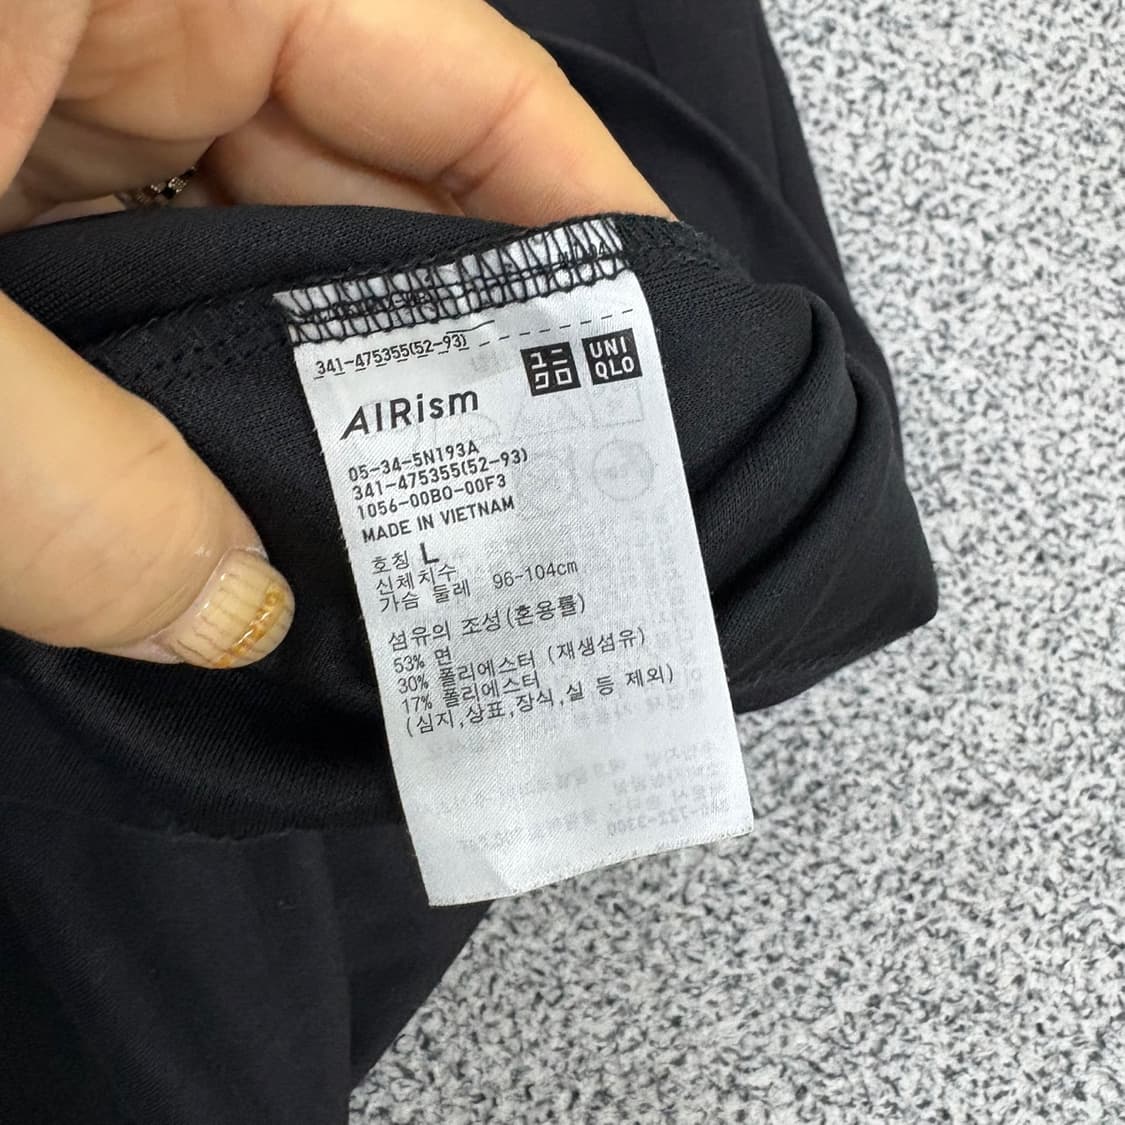 341-475355(52-93)
ユニ
クロ
UNI
QLO
AIRism
05-34-5N193A
341-475355(52-93)
1056-00B0-00F3
MADE IN VIETNAM
호칭 L
신체치수
가슴 둘레 96-104cm
섬유의 조성(혼용률)
53% 면
30% 폴리에스터 (재생섬유)
17% 폴리에스터
(심지,상표,장식,실 등 제외)